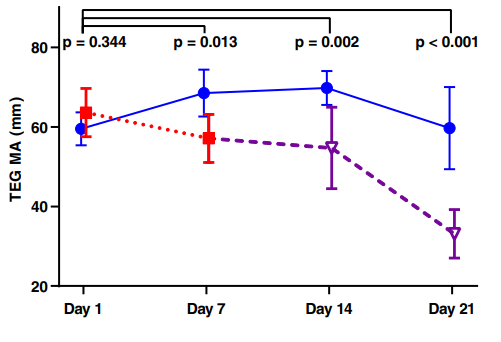 p = 0.344 p = 0.013 p = 0.002 p < 0.001
TEG MA (mm)
80
60
40
20
Day 1 Day 7 Day 14 Day 21